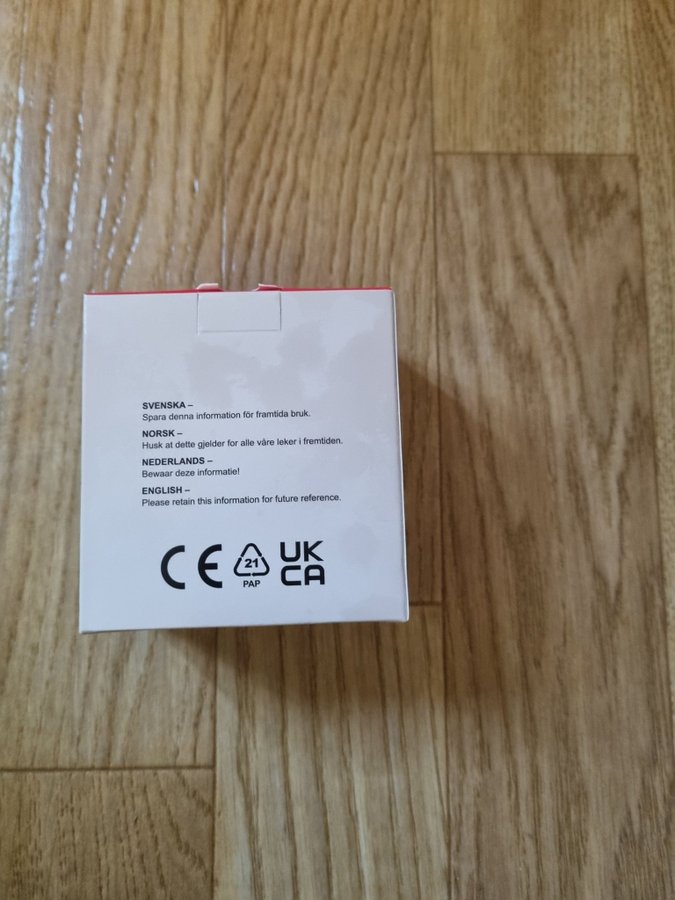 SVENSKA –
Spara denna information för framtida bruk.
NORSK –
Husk at dette gjelder for alle våre leker i fremtiden.
NEDERLANDS –
Bewaar deze informatie!
ENGLISH –
Please retain this information for future reference.
CE 21 UK
PAP CA